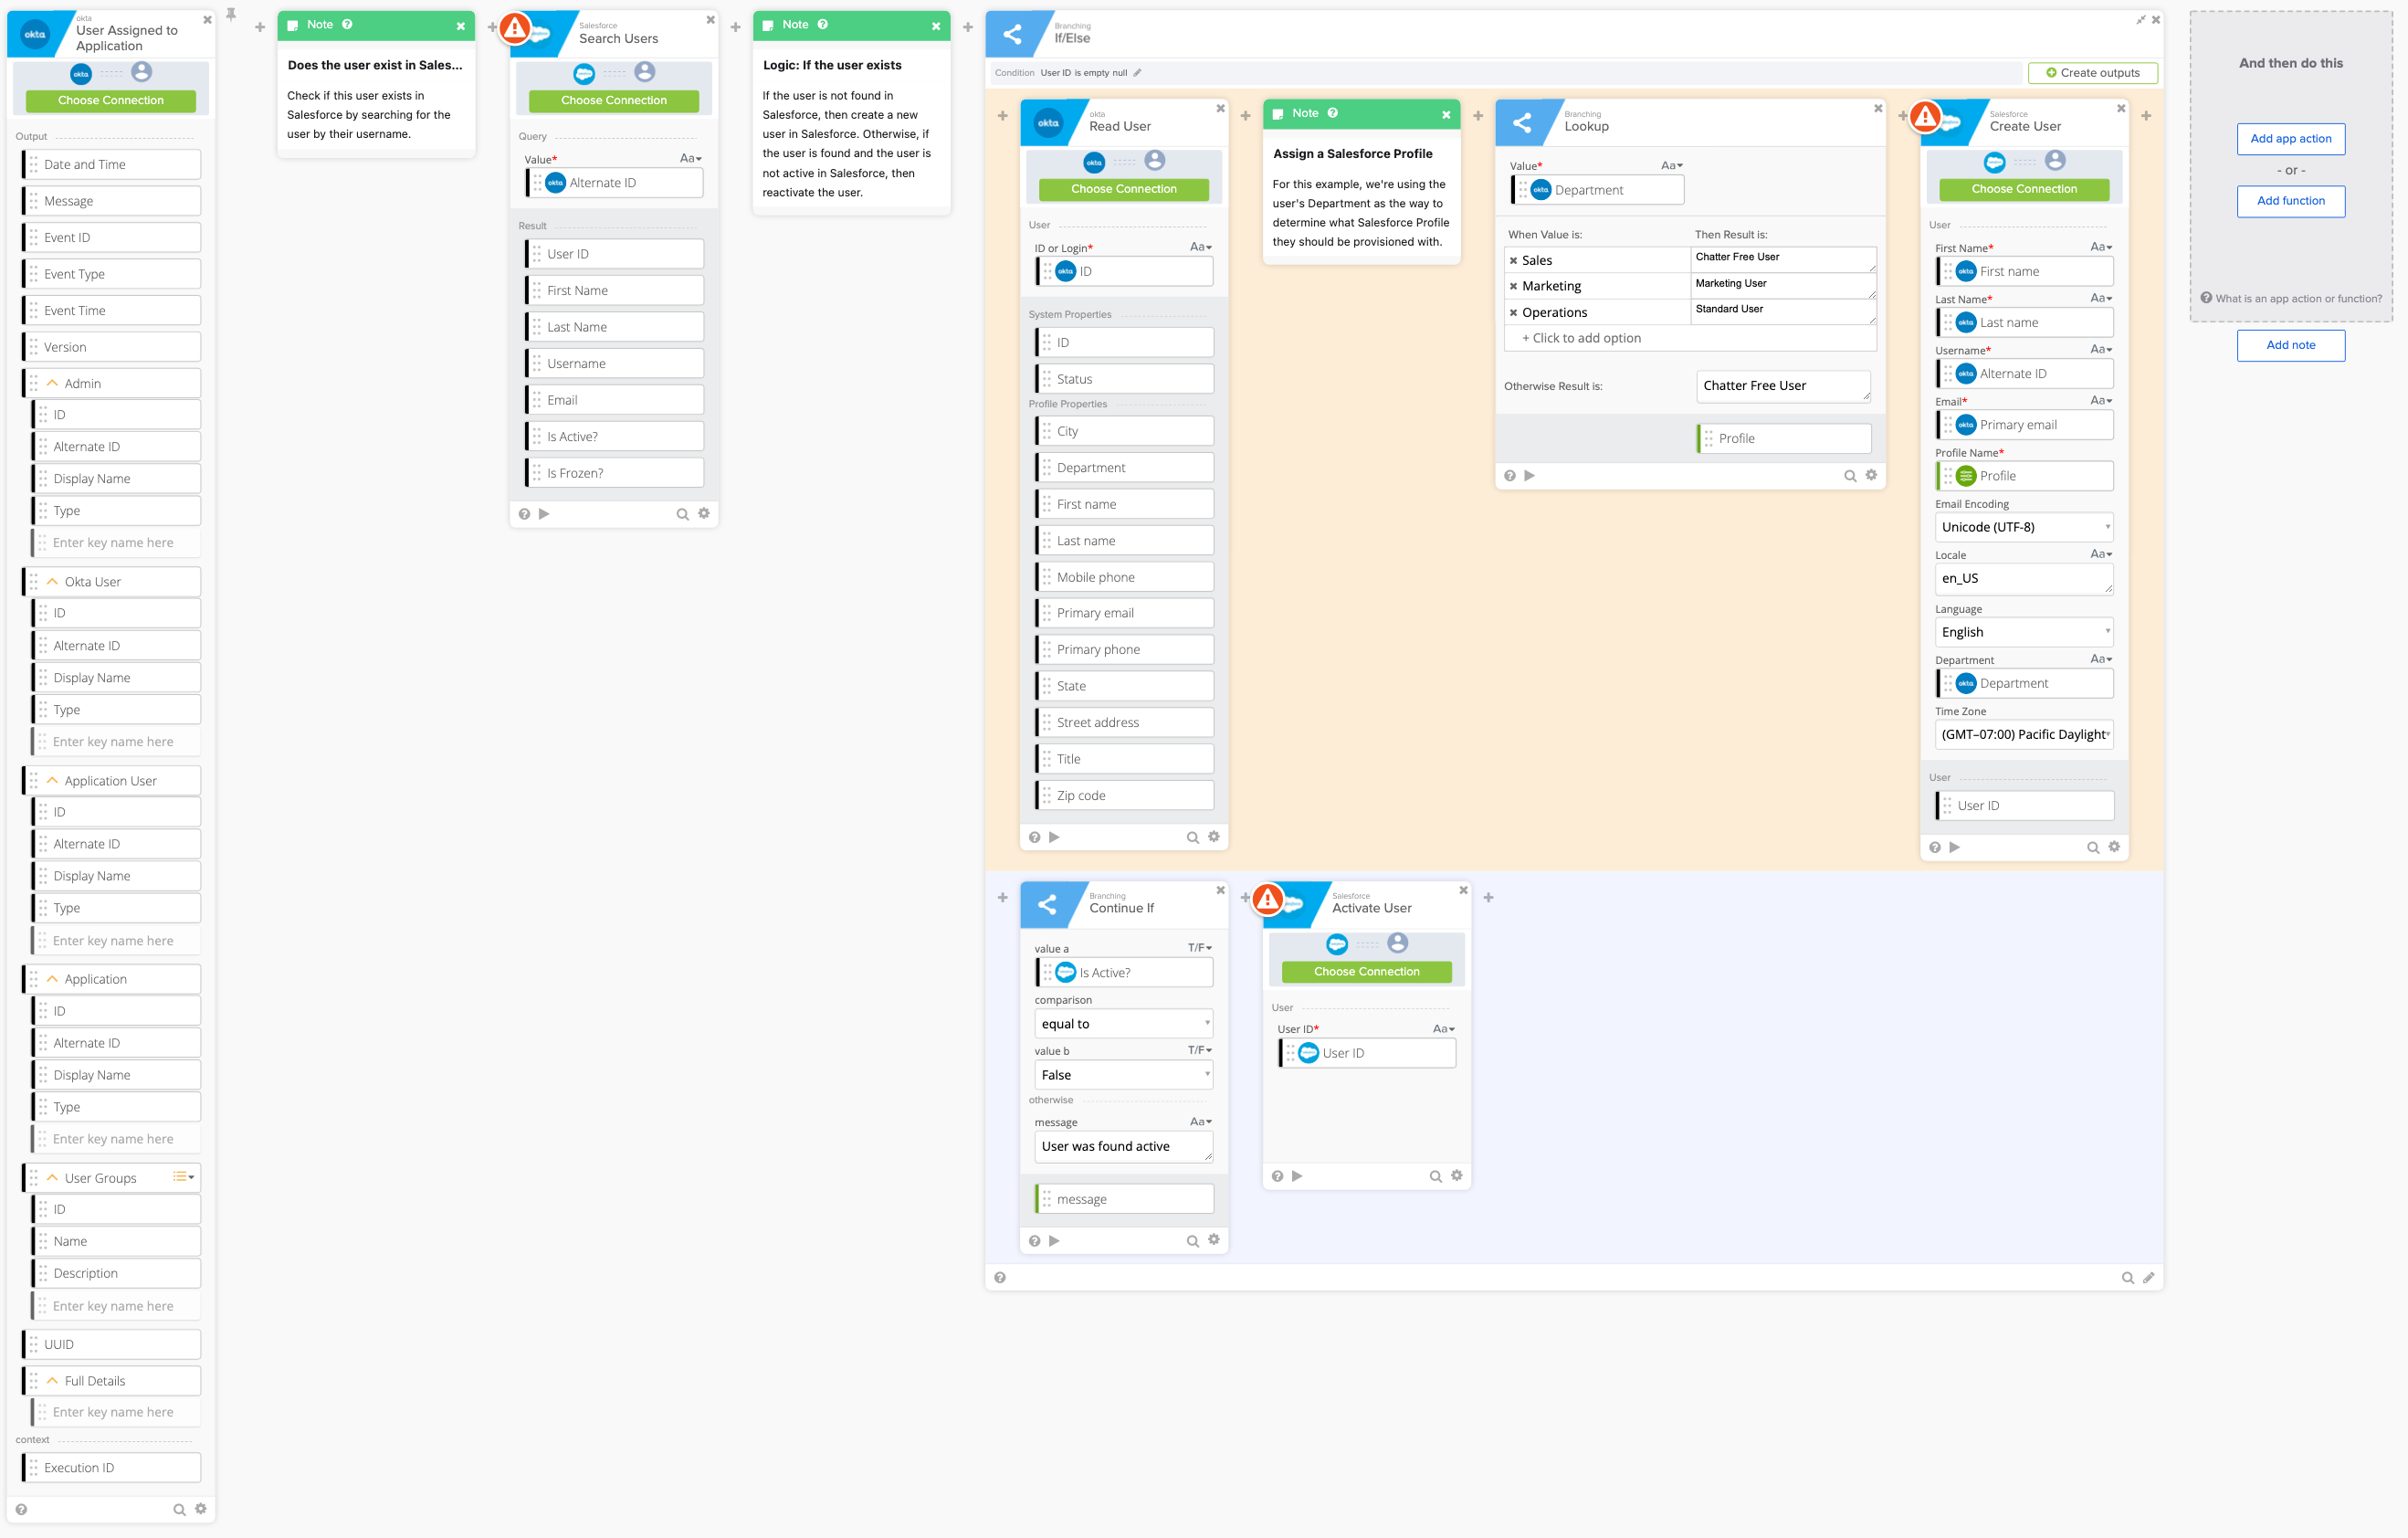 okta
okta
User Assigned to
Application
okta
Choose Connection
Output
Date and Time
Message
Event ID
Event Type
Event Time
Version
Admin
ID
Alternate ID
Display Name
Type
Enter key name here
Okta User
ID
Alternate ID
Display Name
Type
Enter key name here
Application User
ID
Alternate ID
Display Name
Type
Enter key name here
Application
ID
Alternate ID
Display Name
Type
Enter key name here
User Groups
ID
Name
Description
Enter key name here
UUID
Full Details
Enter key name here
context
Execution ID
Note
Does the user exist in Sales...
Check if this user exists in
Salesforce by searching for the
user by their username.
Salesforce
Search Users
Choose Connection
Query
Value* Aa
okta Alternate ID
Result
User ID
First Name
Last Name
Username
Email
Is Active?
Is Frozen?
Note
Logic: If the user exists
If the user is not found in
Salesforce, then create a new
user in Salesforce. Otherwise, if
the user is found and the user is
not active in Salesforce, then
reactivate the user.
Branching
If/Else
Condition User ID is empty null
Create outputs
okta
okta
Read User
okta
Choose Connection
User
ID or Login* Aa
okta ID
System Properties
ID
Status
Profile Properties
City
Department
First name
Last name
Mobile phone
Primary email
Primary phone
State
Street address
Title
Zip code
Note
Assign a Salesforce Profile
For this example, we're using the
user's Department as the way to
determine what Salesforce Profile
they should be provisioned with.
Branching
Lookup
Value* Aa
okta Department
When Value is: Then Result is:
Sales Chatter Free User
Marketing Marketing User
Operations Standard User
+ Click to add option
Otherwise Result is: Chatter Free User
Profile
Salesforce
Create User
Choose Connection
User
First Name* Aa
okta First name
Last Name* Aa
okta Last name
Username* Aa
okta Alternate ID
Email* Aa
okta Primary email
Profile Name*
Profile
Email Encoding
Unicode (UTF-8)
Locale Aa
en_US
Language
English
Department Aa
okta Department
Time Zone
(GMT–07:00) Pacific Daylight
User
User ID
Branching
Continue If
value a T/F
Is Active?
comparison
equal to
value b T/F
False
otherwise
message Aa
User was found active
message
Salesforce
Activate User
Choose Connection
User
User ID* Aa
User ID
And then do this
Add app action
- or -
Add function
What is an app action or function?
Add note